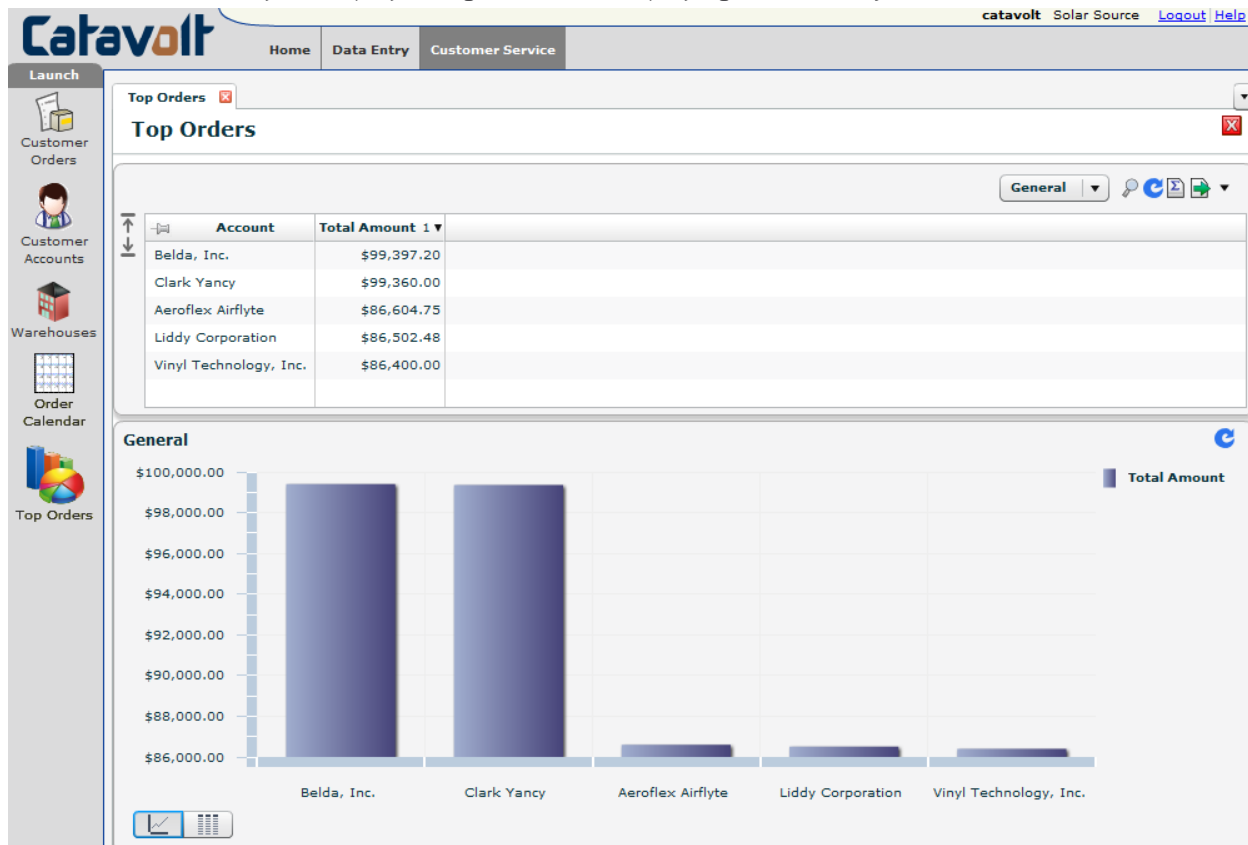 catavolt Solar Source Logout Help
Catavolt
Home Data Entry Customer Service
Launch
Customer
Orders
Customer
Accounts
Warehouses
Order
Calendar
Top Orders
Top Orders
Top Orders
General
Account Total Amount 1
Belda, Inc. $99,397.20
Clark Yancy $99,360.00
Aeroflex Airflyte $86,604.75
Liddy Corporation $86,502.48
Vinyl Technology, Inc. $86,400.00
General
Total Amount
$100,000.00
$98,000.00
$96,000.00
$94,000.00
$92,000.00
$90,000.00
$88,000.00
$86,000.00
Belda, Inc. Clark Yancy Aeroflex Airflyte Liddy Corporation Vinyl Technology, Inc.